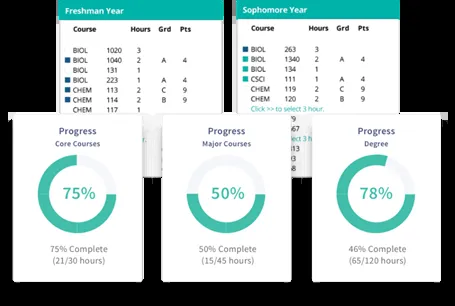 Freshman Year
Course Hours Grd Pts
BIOL 1020 3
BIOL 1040 2 A 4
BIOL 131 1
BIOL 223 1 A 4
CHEM 113 2 C 9
CHEM 114 2 B 9
CHEM 117 1
Sophomore Year
Course Hours Grd Pts
BIOL 263 3
BIOL 1340 2 A 4
BIOL 134 1
CSCI 111 1 A 4
CHEM 119 2 C 9
CHEM 120 2 B 9
Click >> to select 3 hour.
Progress
Core Courses
75%
75% Complete
(21/30 hours)
Progress
Major Courses
50%
50% Complete
(15/45 hours)
Progress
Degree
78%
46% Complete
(65/120 hours)